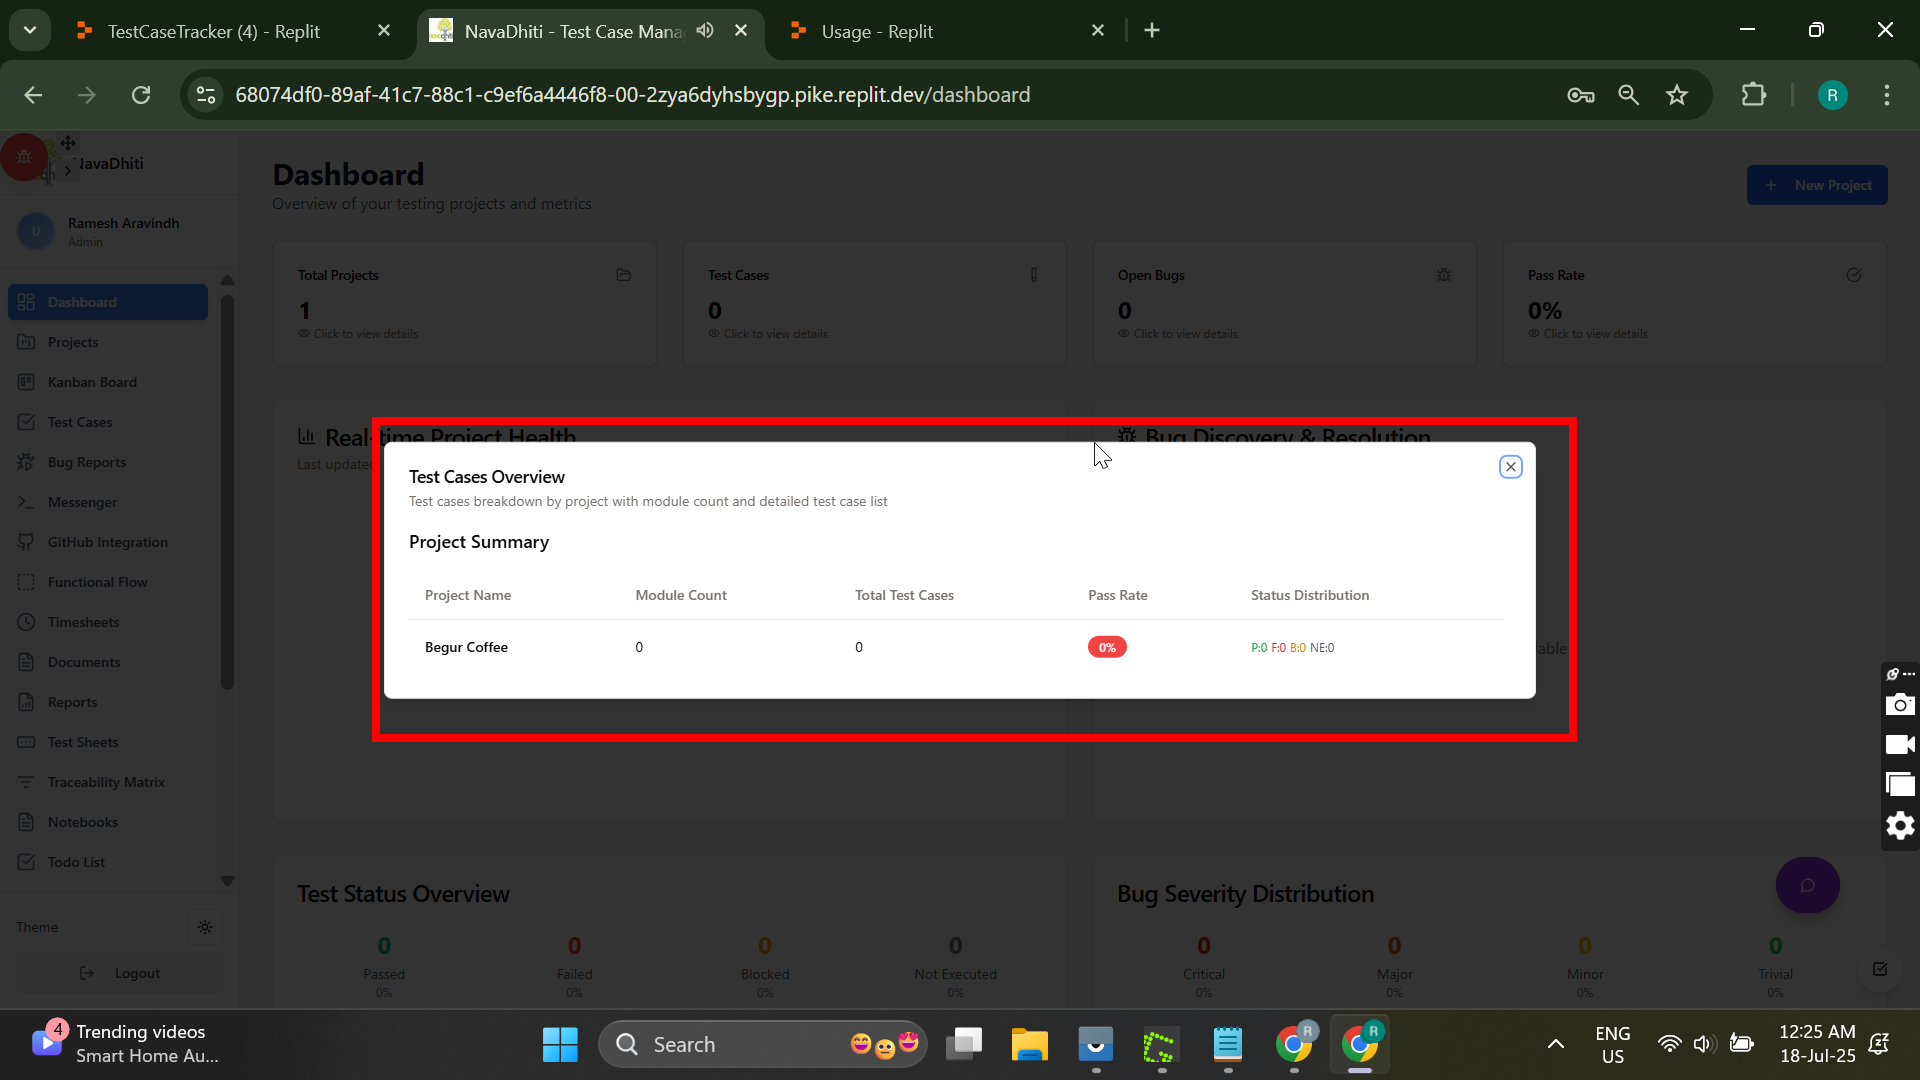 TestCaseTracker (4) - Replit
NavaDhiti - Test Case Mana
Usage - Replit
68074df0-89af-41c7-88c1-c9ef6a4446f8-00-2zya6dyhsbygp.pike.replit.dev/dashboard
R
NavaDhiti
U
Ramesh Aravindh
Admin
Dashboard
Projects
Kanban Board
Test Cases
Bug Reports
Messenger
GitHub Integration
Functional Flow
Timesheets
Documents
Reports
Test Sheets
Traceability Matrix
Notebooks
Todo List
Theme
Logout
Dashboard
Overview of your testing projects and metrics
+ New Project
Total Projects
1
Click to view details
Test Cases
0
Click to view details
Open Bugs
0
Click to view details
Pass Rate
0%
Click to view details
Real-time Project Health
Last update
Bug Discovery & Resolution
able
Test Cases Overview
Test cases breakdown by project with module count and detailed test case list
Project Summary
Project Name Module Count Total Test Cases Pass Rate Status Distribution
Begur Coffee 0 0 0% P:0 F:0 B:0 NE:0
Test Status Overview
0 0 0 0
Passed Failed Blocked Not Executed
0% 0% 0% 0%
Bug Severity Distribution
0 0 0 0
Critical Major Minor Trivial
0% 0% 0% 0%
4
Trending videos
Smart Home Au...
Search
R
R
ENG
US
12:25 AM
18-Jul-25